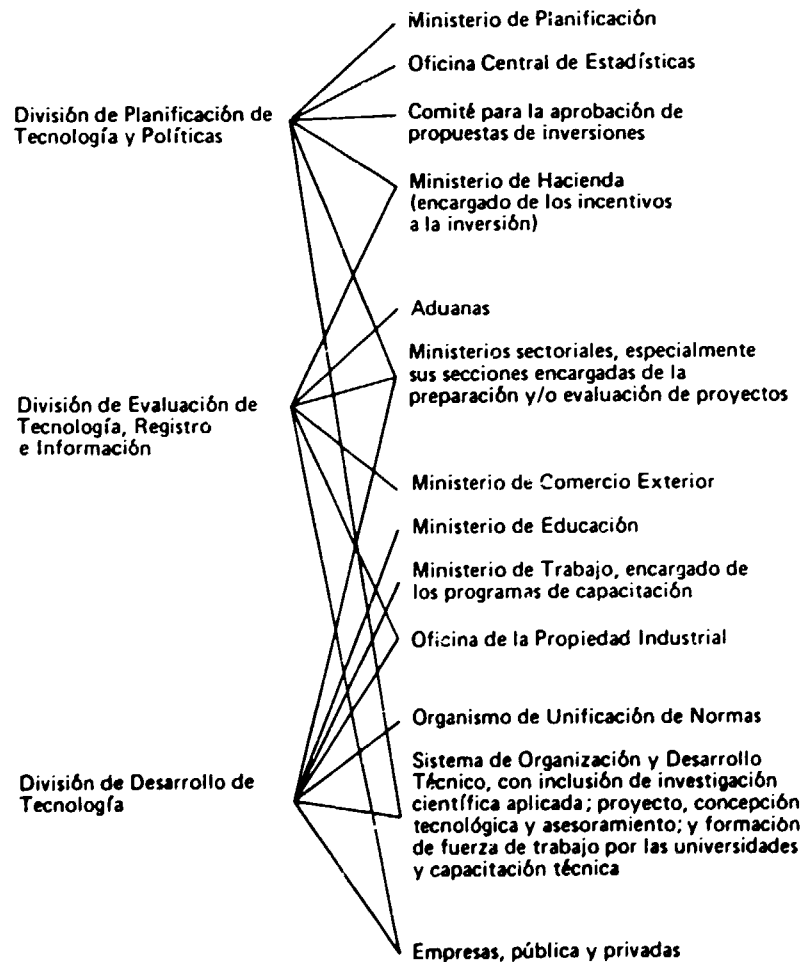 Ministerio de Planificación
Oficina Central de Estadísticas
División de Planificación de
Tecnología y Políticas
Comité para la aprobación de
propuestas de inversiones
Ministerio de Hacienda
(encargado de los incentivos
a la inversión)
Aduanas
Ministerios sectoriales, especialmente
sus secciones encargadas de la
preparación y/o evaluación de proyectos
División de Evaluación de
Tecnología, Registro
e Información
Ministerio de Comercio Exterior
Ministerio de Educación
Ministerio de Trabajo, encargado de
los programas de capacitación
Oficina de la Propiedad Industrial
Organismo de Unificación de Normas
División de Desarrollo de
Tecnología
Sistema de Organización y Desarrollo
Técnico, con inclusión de investigación
científica aplicada; proyecto, concepción
tecnológica y asesoramiento; y formación
de fuerza de trabajo por las universidades
y capacitación técnica
Empresas, pública y privadas